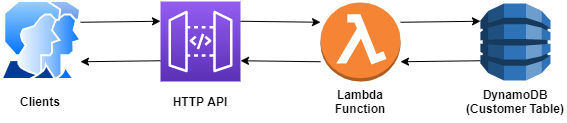 </>
Clients
HTTP API
Lambda
Function
DynamoDB
(Customer Table)